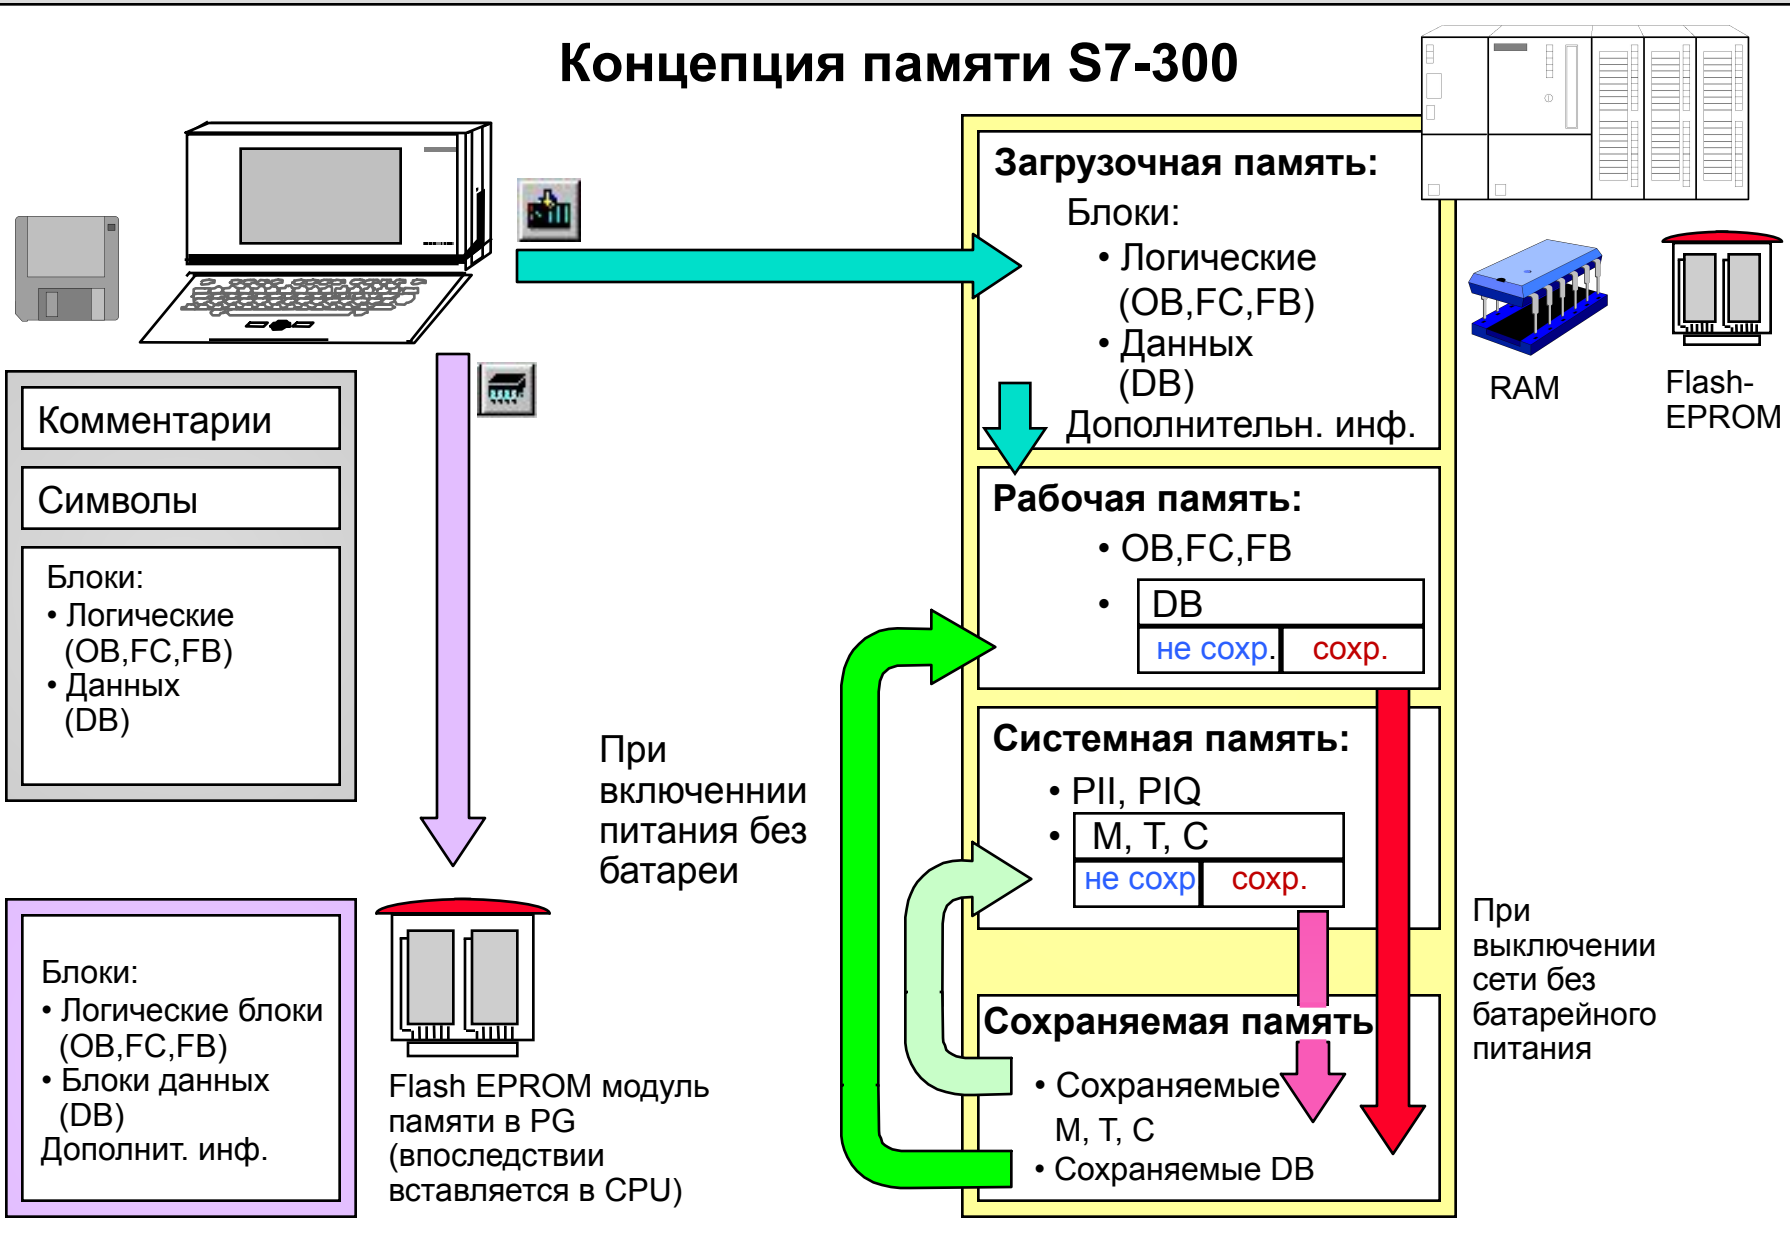 Концепция памяти S7-300
Комментарии
Символы
Блоки:
• Логические
(OB,FC,FB)
• Данных
(DB)
Блоки:
• Логические блоки
(OB,FC,FB)
• Блоки данных
(DB)
Дополнит. инф.
Flash EPROM модуль
памяти в PG
(впоследствии
вставляется в CPU)
При
включеннии
питания без
батареи
Загрузочная память:
Блоки:
• Логические
(OB,FC,FB)
• Данных
(DB)
Дополнительн. инф.
Рабочая память:
• OB,FC,FB
• DB
не сохр. сохр.
Системная память:
• PII, PIQ
• M, T, C
не сохр сохр.
Сохраняемая память
• Сохраняемые
M, T, C
• Сохраняемые DB
RAM
Flash-
EPROM
При
выключении
сети без
батарейного
питания